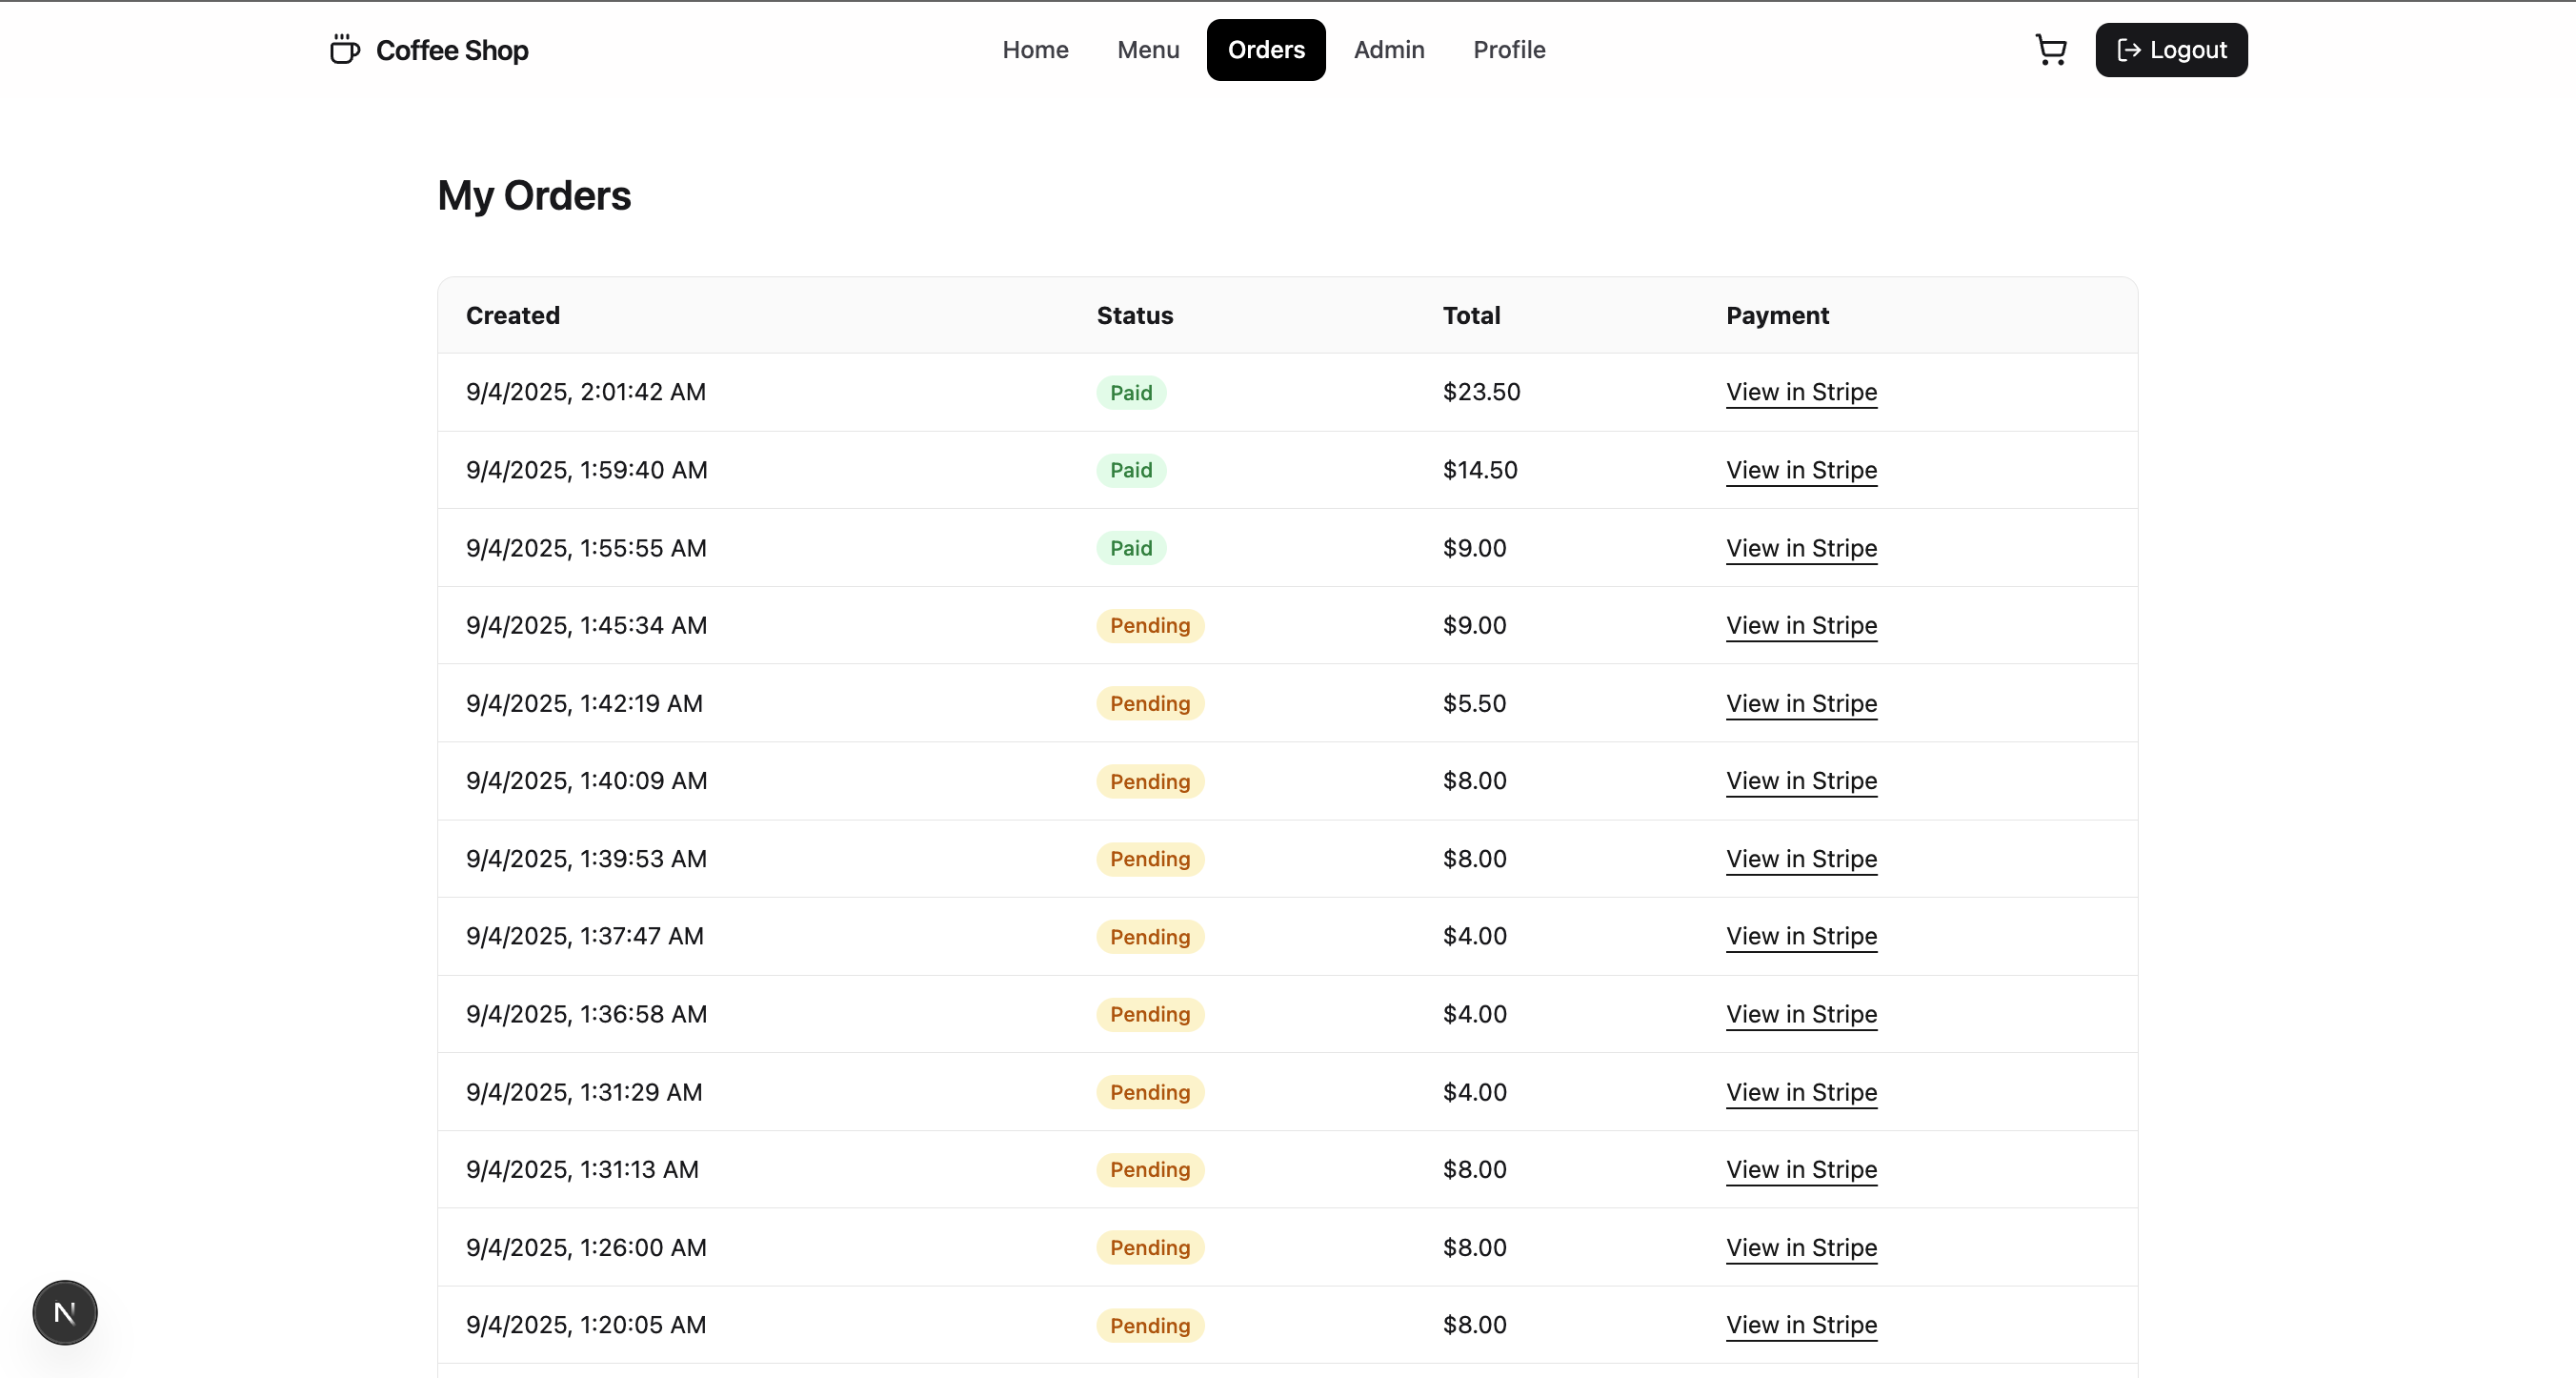 Coffee Shop Home Menu Orders Admin Profile Logout
My Orders
Created Status Total Payment
9/4/2025, 2:01:42 AM Paid $23.50 View in Stripe
9/4/2025, 1:59:40 AM Paid $14.50 View in Stripe
9/4/2025, 1:55:55 AM Paid $9.00 View in Stripe
9/4/2025, 1:45:34 AM Pending $9.00 View in Stripe
9/4/2025, 1:42:19 AM Pending $5.50 View in Stripe
9/4/2025, 1:40:09 AM Pending $8.00 View in Stripe
9/4/2025, 1:39:53 AM Pending $8.00 View in Stripe
9/4/2025, 1:37:47 AM Pending $4.00 View in Stripe
9/4/2025, 1:36:58 AM Pending $4.00 View in Stripe
9/4/2025, 1:31:29 AM Pending $4.00 View in Stripe
9/4/2025, 1:31:13 AM Pending $8.00 View in Stripe
9/4/2025, 1:26:00 AM Pending $8.00 View in Stripe
9/4/2025, 1:20:05 AM Pending $8.00 View in Stripe
N